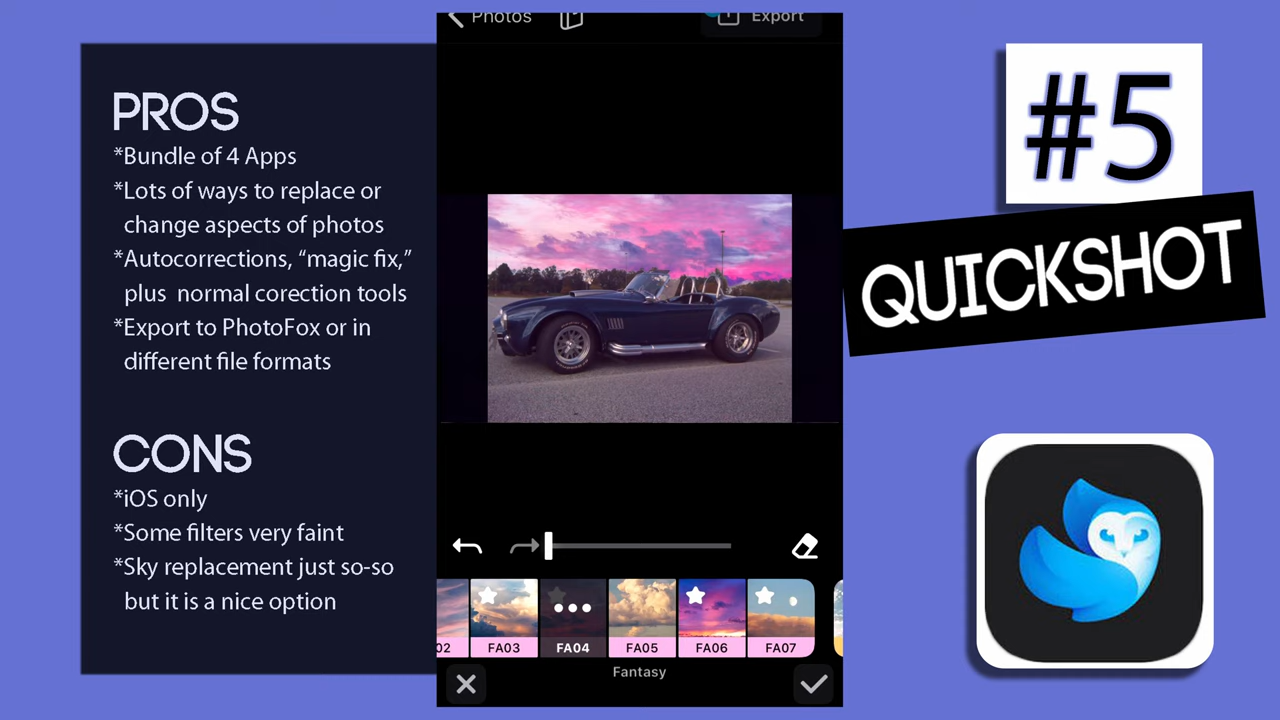 PROS
*Bundle of 4 Apps
*Lots of ways to replace or
change aspects of photos
*Autocorrections, “magic fix,”
plus normal corection tools
*Export to PhotoFox or in
different file formats
CONS
*iOS only
*Some filters very faint
*Sky replacement just so-so
but it is a nice option
Photos
Export
02
FA03
FA04
FA05
FA06
FA07
Fantasy
#5
QUICKSHOT